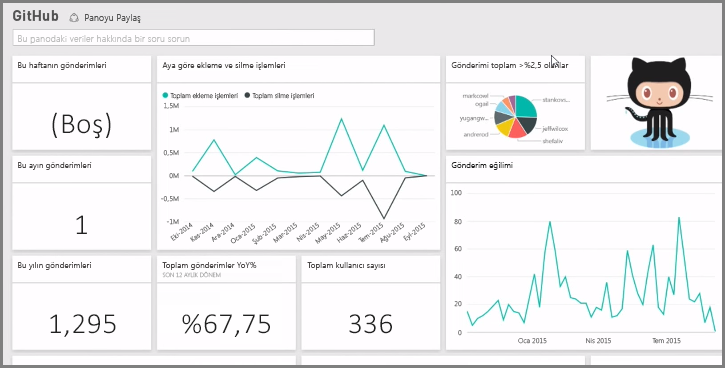 GitHub
Panoyu Paylaş
Bu panodaki veriler hakkında bir soru sorun
Bu haftanın gönderimleri
(Boş)
Aya göre ekleme ve silme işlemleri
Toplam ekleme işlemleri
Toplam silme işlemleri
1,5M
1M
0,5M
0M
-0,5M
-1M
Eki-2014
Kas-2014
Ara-2014
Oca-2015
Şub-2015
Mar-2015
Nis-2015
May-2015
Haz-2015
Tem-2015
Ağu-2015
Eyl-2015
Gönderimi toplam >%2,5 olanlar
markcowl
ogail
yugangw...
andrerod
stankovs...
jeffwilcox
shefaliv
Bu ayın gönderimleri
1
Gönderim eğilimi
100
80
60
40
20
0
Oca 2015
Nis 2015
Tem 2015
Bu yılın gönderimleri
1,295
Toplam gönderimler YoY%
SON 12 AYLIK DÖNEM
%67,75
Toplam kullanıcı sayısı
336